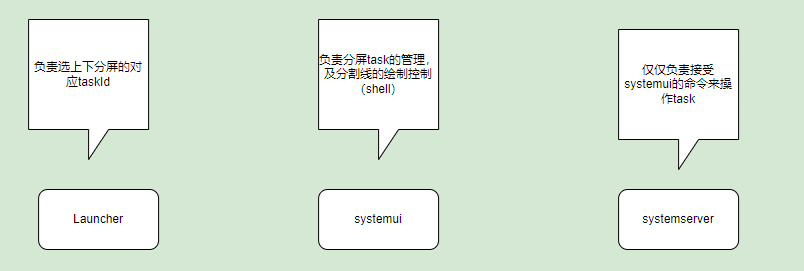 负责选上下分屏的对
应taskId
负责分屏task的管理，
及分割线的绘制控制
（shell）
仅仅负责接受
systemui的命令来操
作task
Launcher
systemui
systemserver